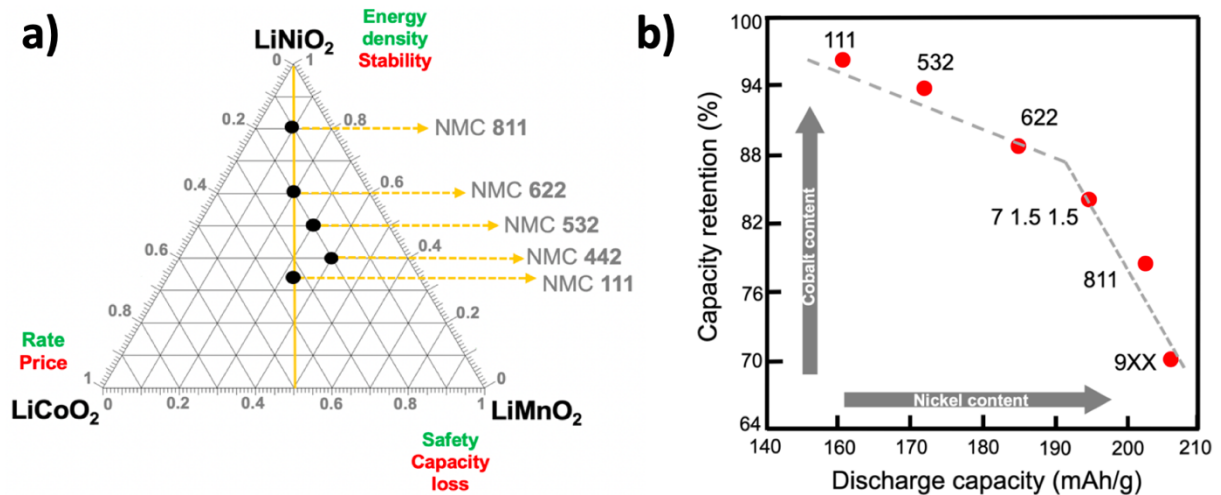 a)
Energy
density
Stability
LiNiO2
0 1
0.2 0.8
NMC 811
0.4 0.6
NMC 622
NMC 532
0.6 0.4
NMC 442
NMC 111
0.8 0.2
Rate
Price
1 0
LiCoO2
0 0.2 0.4 0.6 0.8 1
LiMnO2
Safety
Capacity
loss
b)
Capacity retention (%)
100
94
88
82
76
70
64
111
532
622
7 1.5 1.5
811
9XX
Cobalt content
Nickel content
140 160 170 180 190 200 210
Discharge capacity (mAh/g)